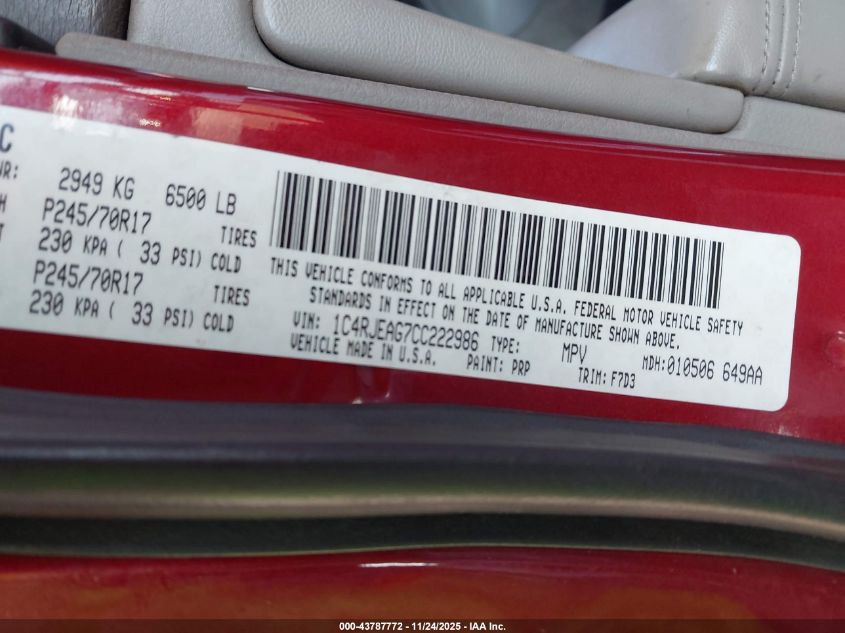 C
WR: 2949 KG 6500 LB
H P245/70R17 TIRES
T 230 KPA ( 33 PSI) COLD
P245/70R17 TIRES
230 KPA ( 33 PSI) COLD
THIS VEHICLE CONFORMS TO ALL APPLICABLE U.S.A. FEDERAL MOTOR VEHICLE SAFETY
STANDARDS IN EFFECT ON THE DATE OF MANUFACTURE SHOWN ABOVE.
VIN: 1C4RJEAG7CC222986 TYPE: MPV MDH:010506 649AA
VEHICLE MADE IN U.S.A. PAINT: PRP TRIM: F7D3
000-43787772 - 11/24/2025 - IAA Inc.